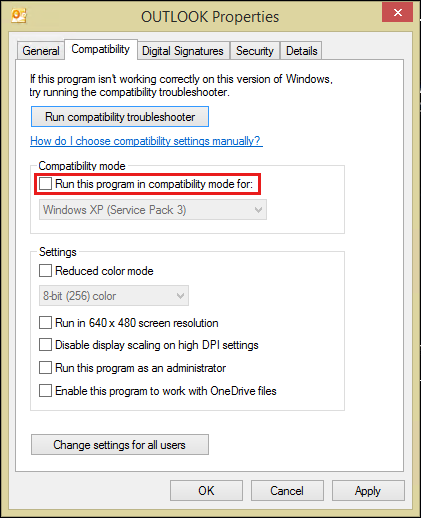 OUTLOOK Properties
General Compatibility Digital Signatures Security Details
If this program isn't working correctly on this version of Windows,
try running the compatibility troubleshooter.
Run compatibility troubleshooter
How do I choose compatibility settings manually?
Compatibility mode
Run this program in compatibility mode for:
Windows XP (Service Pack 3)
Settings
Reduced color mode
8-bit (256) color
Run in 640 x 480 screen resolution
Disable display scaling on high DPI settings
Run this program as an administrator
Enable this program to work with OneDrive files
Change settings for all users
OK Cancel Apply